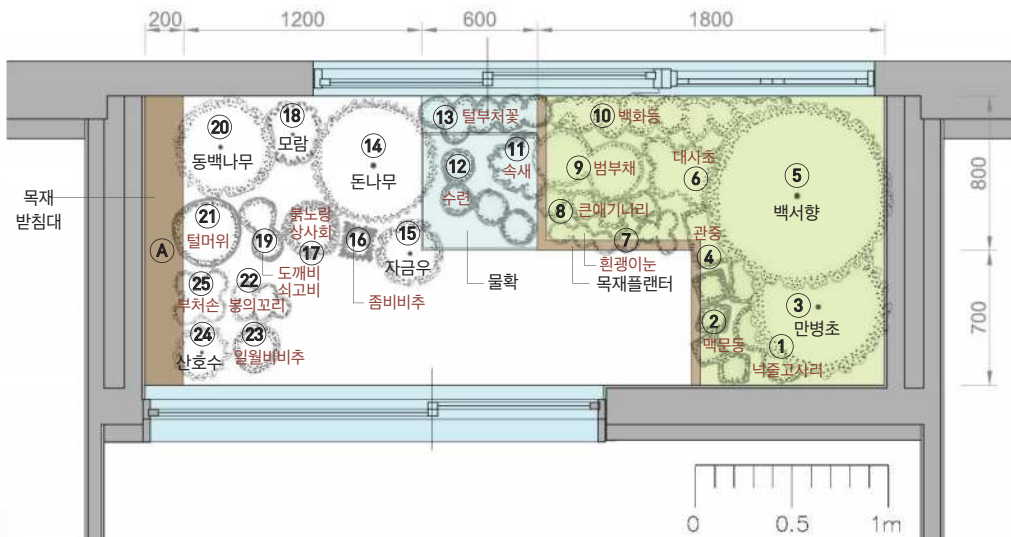 200
1200
600
1800
⑳
동백나무
⑱
모람
⑭
돈나무
⑬ 털부처꽃
⑫
수련
⑪
속새
⑩ 백화등
⑨ 범부채
대사초
⑥
⑤
백서향
800
목재
받침대
Ⓐ
㉑
털머위
⑲
도깨비
쇠고비
붉노랑
상사화
⑰
⑯
좀비비추
⑮
자금우
물확
⑧ 큰애기나리
⑦
흰괭이눈
목재플랜터
관중
④
③
만병초
②
맥문동
①
넉줄고사리
700
㉕
부처손
㉒
봉의꼬리
㉔
산호수
㉓
일월비비추
0
0.5
1m